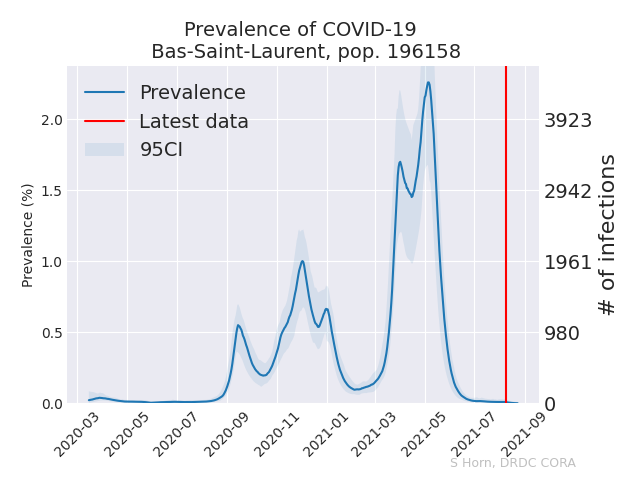 Prevalence of COVID-19
Bas-Saint-Laurent, pop. 196158
Prevalence
Latest data
95CI
Prevalence (%)
2.0
1.5
1.0
0.5
0.0
3923
2942
1961
980
0
# of infections
2020-03
2020-05
2020-07
2020-09
2020-11
2021-01
2021-03
2021-05
2021-07
2021-09
S Horn, DRDC CORA